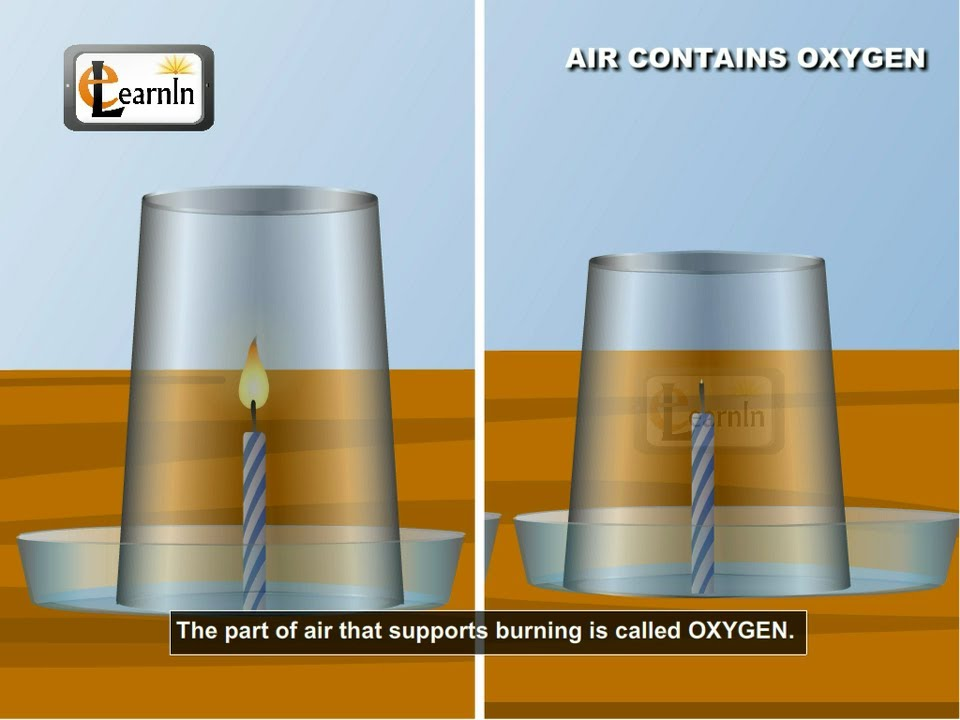 eLearnIn
AIR CONTAINS OXYGEN
eLearnIn
The part of air that supports burning is called OXYGEN.